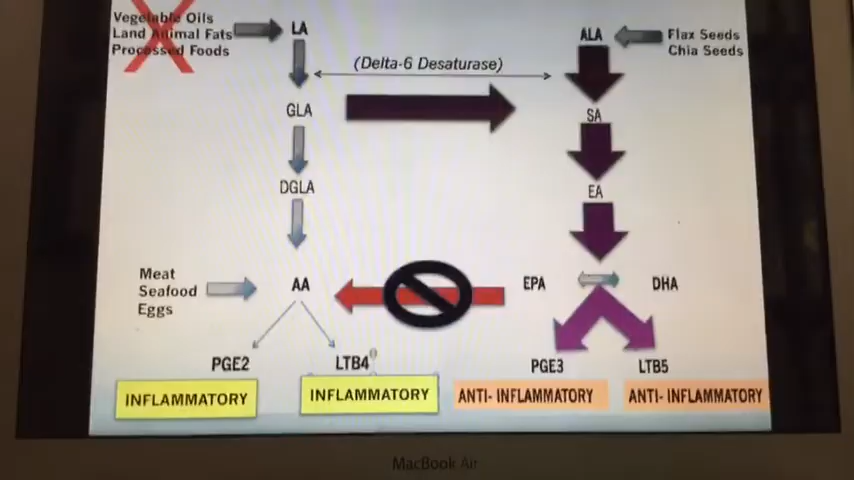 Vegetable Oils
Land Animal Fats
Processed Foods
LA
ALA
Flax Seeds
Chia Seeds
(Delta-6 Desaturase)
GLA
SA
DGLA
EA
Meat
Seafood
Eggs
AA
EPA
DHA
PGE2
LTB4
PGE3
LTB5
INFLAMMATORY
INFLAMMATORY
ANTI- INFLAMMATORY
ANTI- INFLAMMATORY
MacBook Air